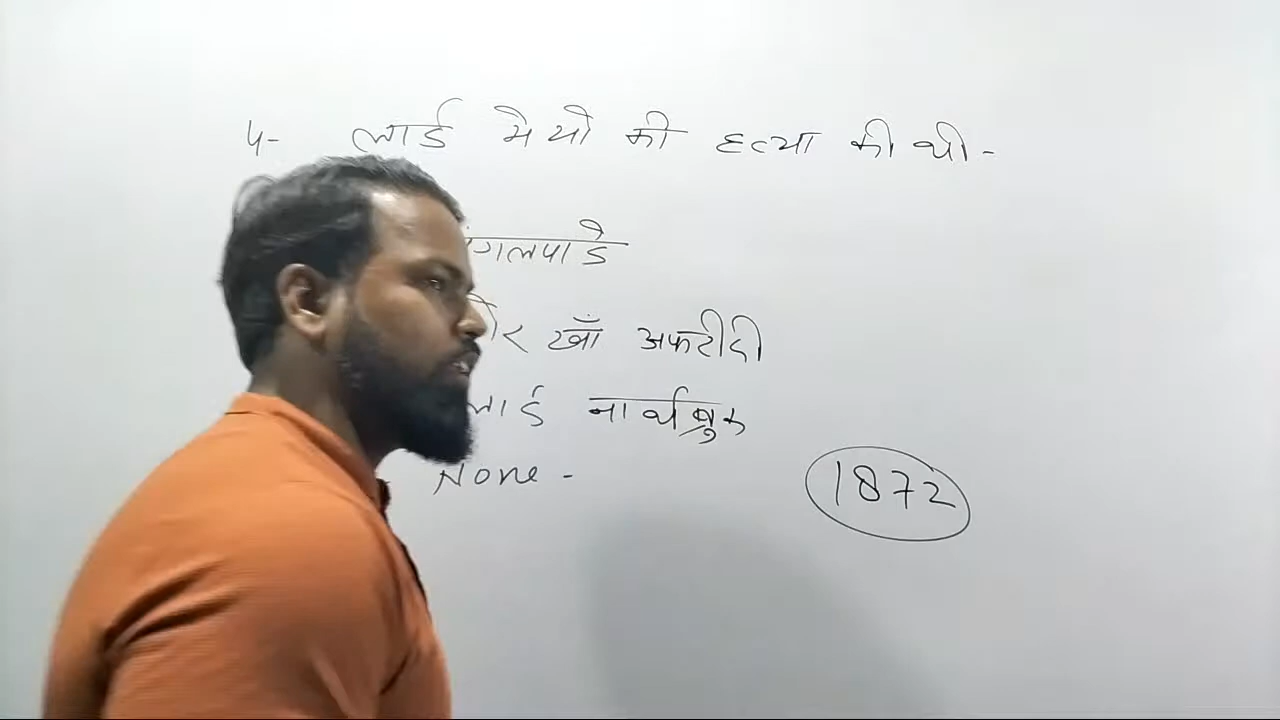 4- लार्ड मेयो की हत्या की थी-
गलपाडे
खाँ अफरीदी
लार्ड नार्थब्रुक
None -
1872